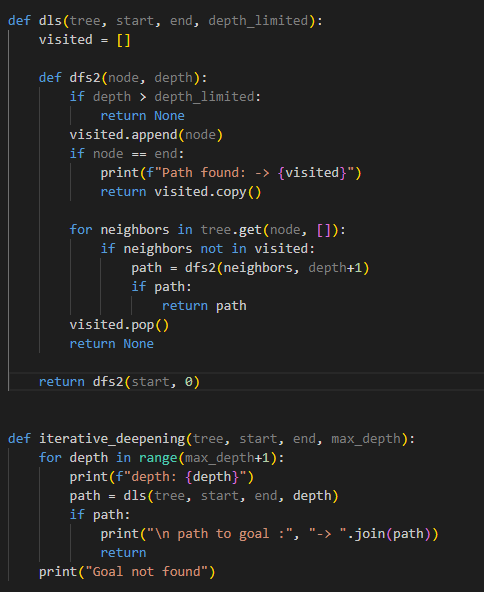 def dls(tree, start, end, depth_limited):
    visited = []

    def dfs2(node, depth):
        if depth > depth_limited:
            return None
        visited.append(node)
        if node == end:
            print(f"Path found: -> {visited}")
            return visited.copy()

        for neighbors in tree.get(node, []):
            if neighbors not in visited:
                path = dfs2(neighbors, depth+1)
                if path:
                    return path
        visited.pop()
        return None

    return dfs2(start, 0)


def iterative_deepening(tree, start, end, max_depth):
    for depth in range(max_depth+1):
        print(f"depth: {depth}")
        path = dls(tree, start, end, depth)
        if path:
            print("\n path to goal :", "-> ".join(path))
            return
    print("Goal not found")